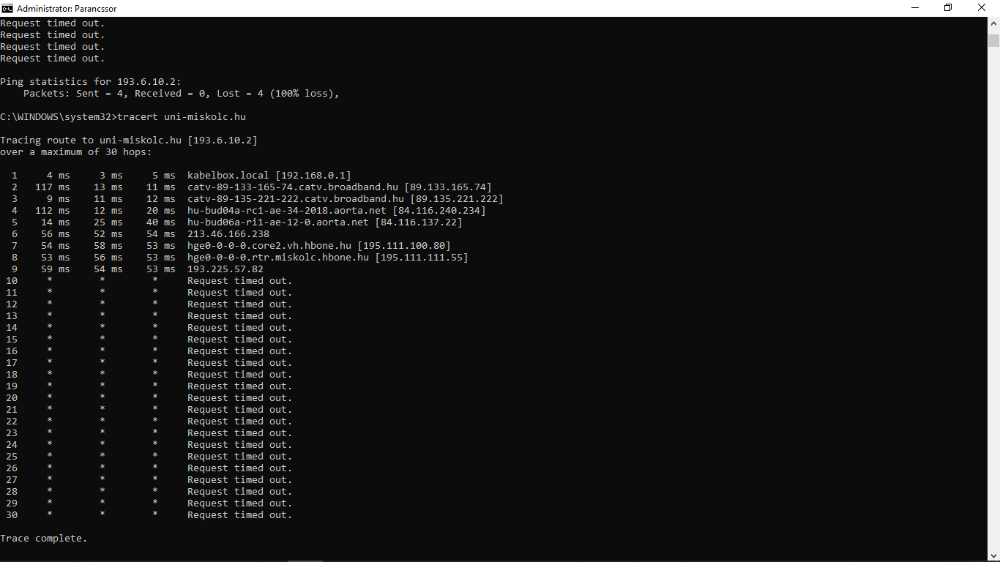 Administrator: Parancssor
Request timed out.
Request timed out.
Request timed out.
Request timed out.
Ping statistics for 193.6.10.2:
    Packets: Sent = 4, Received = 0, Lost = 4 (100% loss),
C:\WINDOWS\system32>tracert uni-miskolc.hu
Tracing route to uni-miskolc.hu [193.6.10.2]
over a maximum of 30 hops:
  1     4 ms     3 ms     5 ms  kabelbox.local [192.168.0.1]
  2   117 ms    13 ms    11 ms  catv-89-133-165-74.catv.broadband.hu [89.133.165.74]
  3     9 ms    11 ms    12 ms  catv-89-135-221-222.catv.broadband.hu [89.135.221.222]
  4   112 ms    12 ms    20 ms  hu-bud04a-rc1-ae-34-2018.aorta.net [84.116.240.234]
  5    14 ms    25 ms    40 ms  hu-bud06a-ri1-ae-12-0.aorta.net [84.116.137.22]
  6    56 ms    52 ms    54 ms  213.46.166.238
  7    54 ms    58 ms    53 ms  hge0-0-0-0.core2.vh.hbone.hu [195.111.100.80]
  8    53 ms    56 ms    53 ms  hge0-0-0-0.rtr.miskolc.hbone.hu [195.111.111.55]
  9    59 ms    54 ms    53 ms  193.225.57.82
 10     *        *        *     Request timed out.
 11     *        *        *     Request timed out.
 12     *        *        *     Request timed out.
 13     *        *        *     Request timed out.
 14     *        *        *     Request timed out.
 15     *        *        *     Request timed out.
 16     *        *        *     Request timed out.
 17     *        *        *     Request timed out.
 18     *        *        *     Request timed out.
 19     *        *        *     Request timed out.
 20     *        *        *     Request timed out.
 21     *        *        *     Request timed out.
 22     *        *        *     Request timed out.
 23     *        *        *     Request timed out.
 24     *        *        *     Request timed out.
 25     *        *        *     Request timed out.
 26     *        *        *     Request timed out.
 27     *        *        *     Request timed out.
 28     *        *        *     Request timed out.
 29     *        *        *     Request timed out.
 30     *        *        *     Request timed out.
Trace complete.